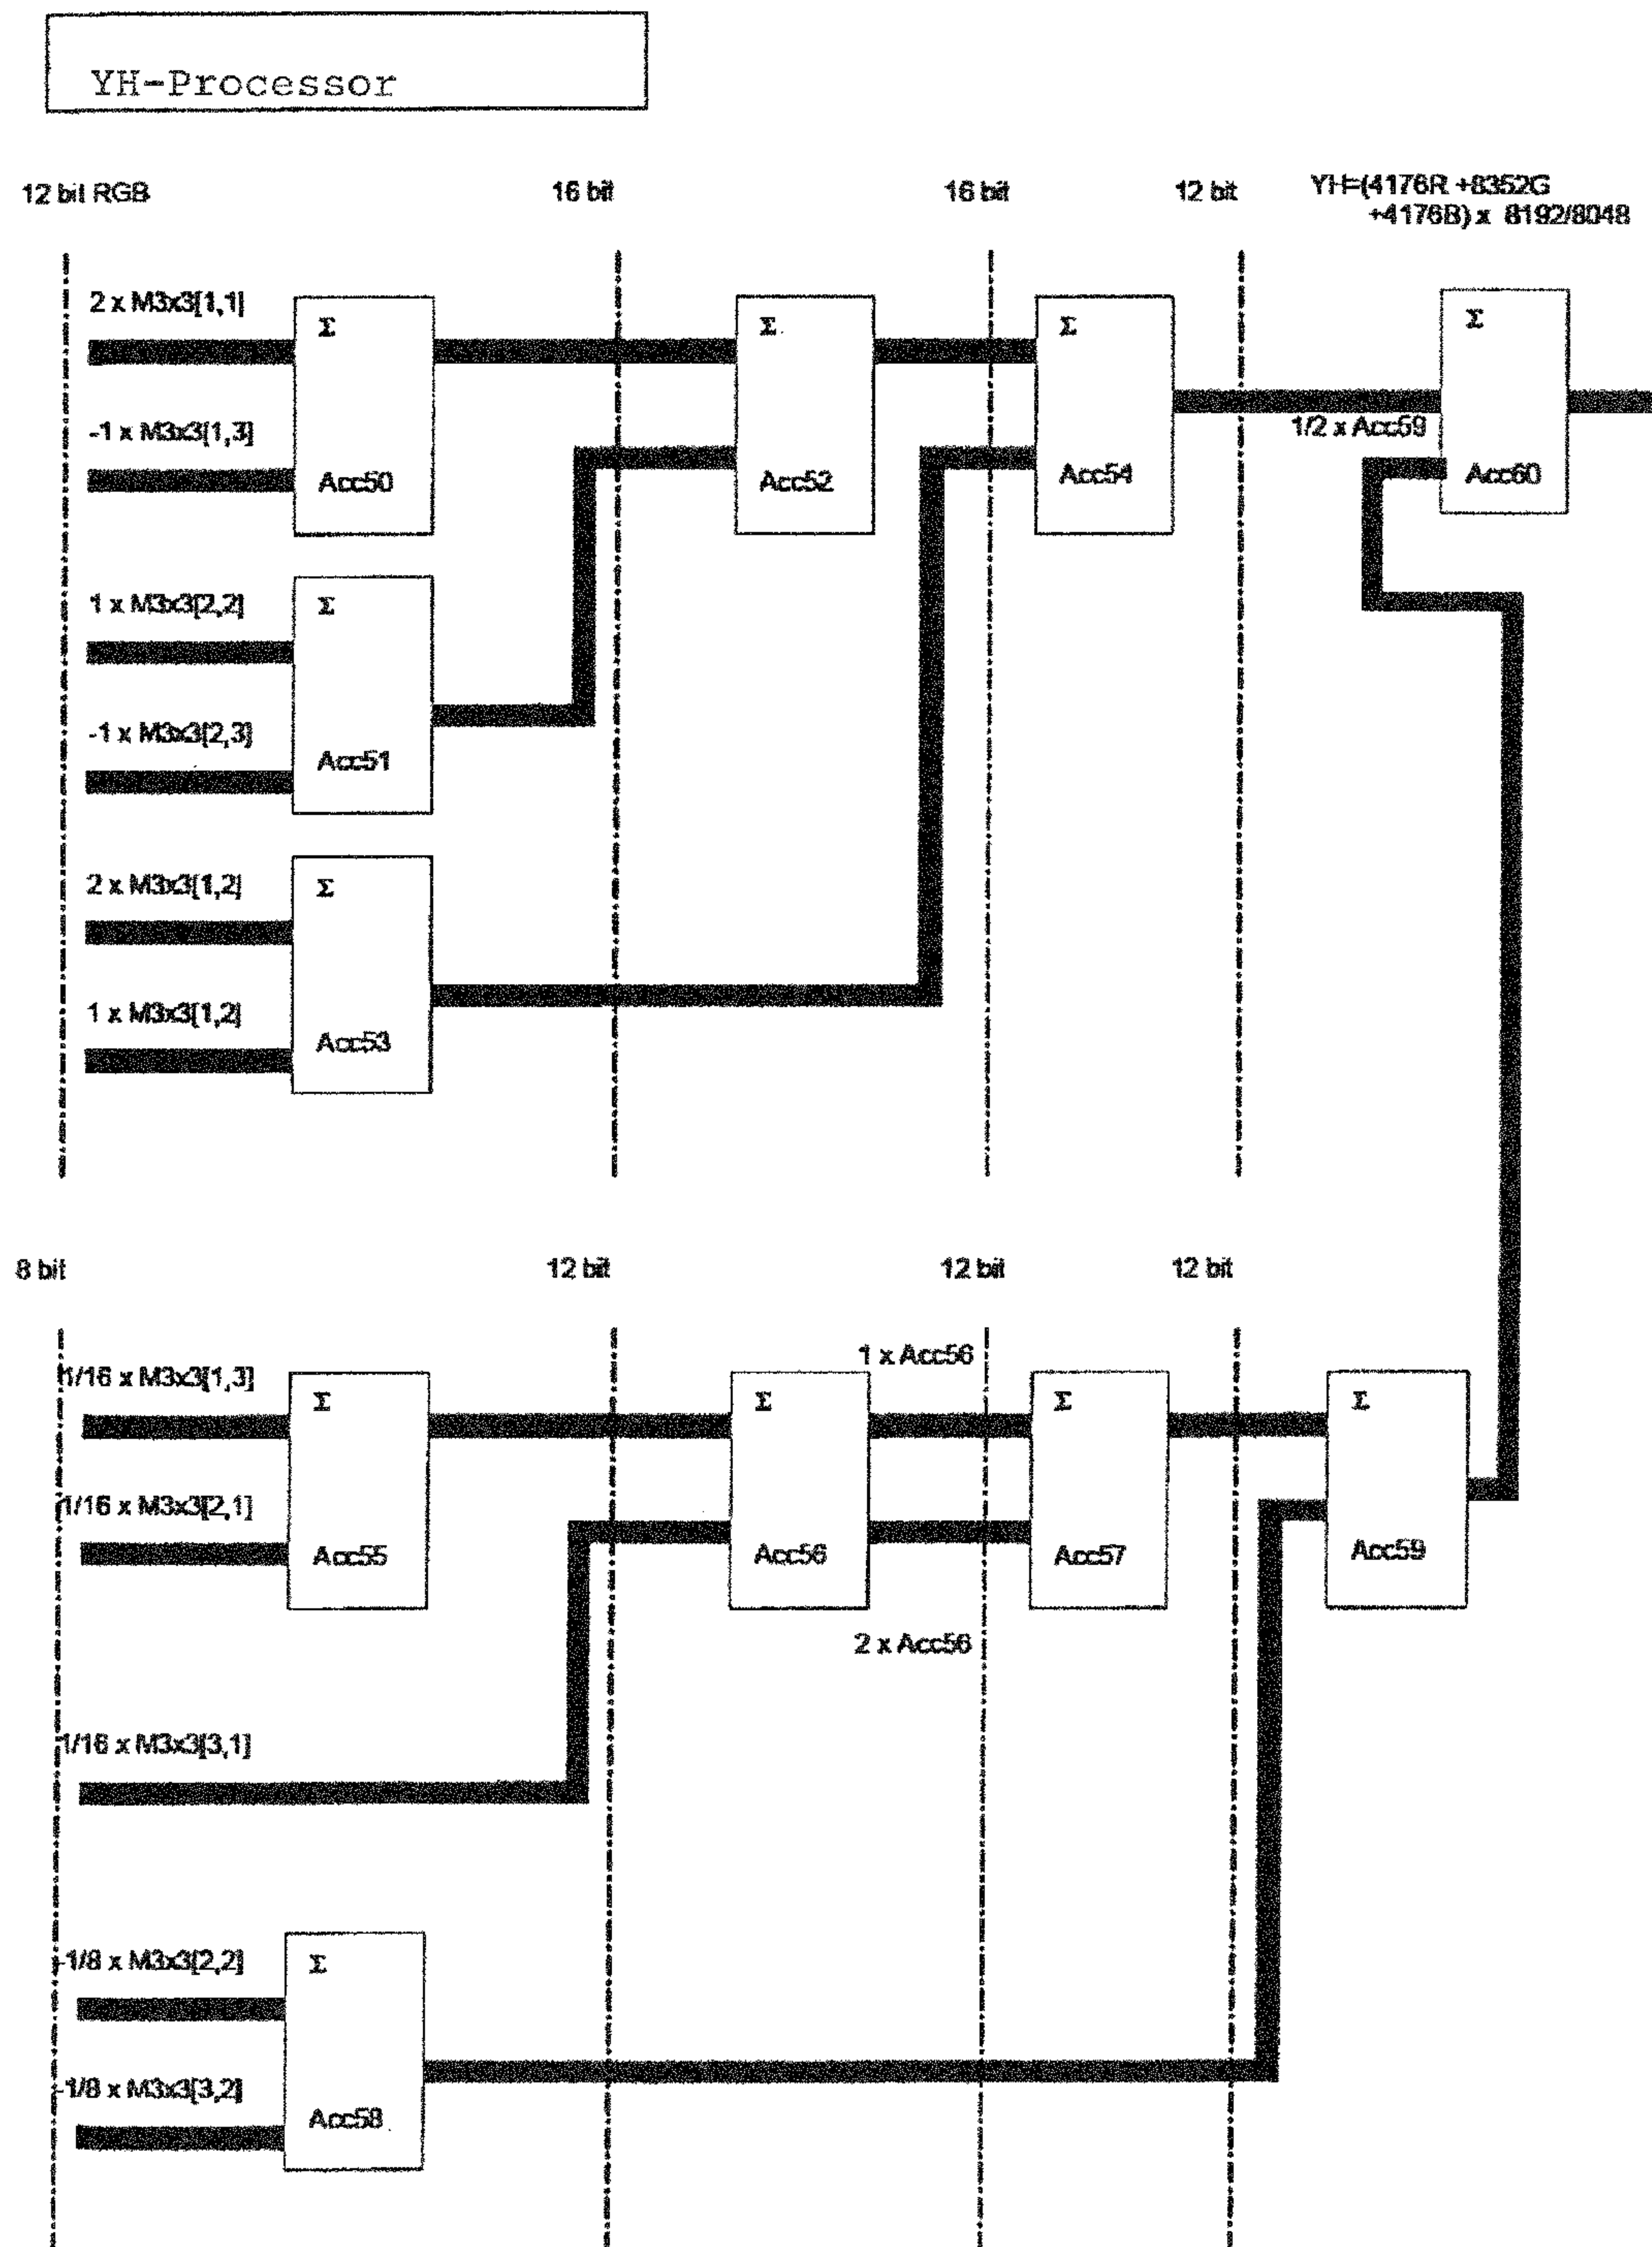 YH-Processor
12 bit RGB
16 bit
16 bit
12 bit
YH=(4176R +8352G
+4176B) x 8192/8048
2 x M3x3[1,1]
Σ
-1 x M3x3[1,3]
Acc50
Σ
Acc52
Σ
Acc54
1/2 x Acc59
Σ
Acc60
1 x M3x3[2,2]
Σ
-1 x M3x3[2,3]
Acc51
2 x M3x3[1,2]
Σ
1 x M3x3[1,2]
Acc53
8 bit
12 bit
12 bit
12 bit
1/16 x M3x3[1,3]
Σ
1/16 x M3x3[2,1]
Acc55
1 x Acc56
Σ
Acc56
2 x Acc56
Σ
Acc57
Σ
Acc59
1/16 x M3x3[3,1]
-1/8 x M3x3[2,2]
Σ
-1/8 x M3x3[3,2]
Acc58